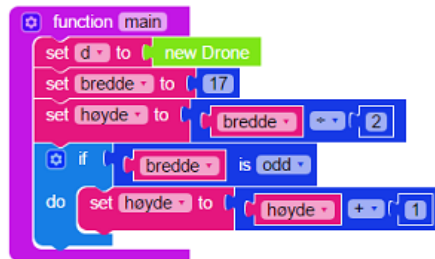 function main
set d to new Drone
set bredde to 17
set høyde to bredde ÷ 2
if bredde is odd
do set høyde to høyde + 1